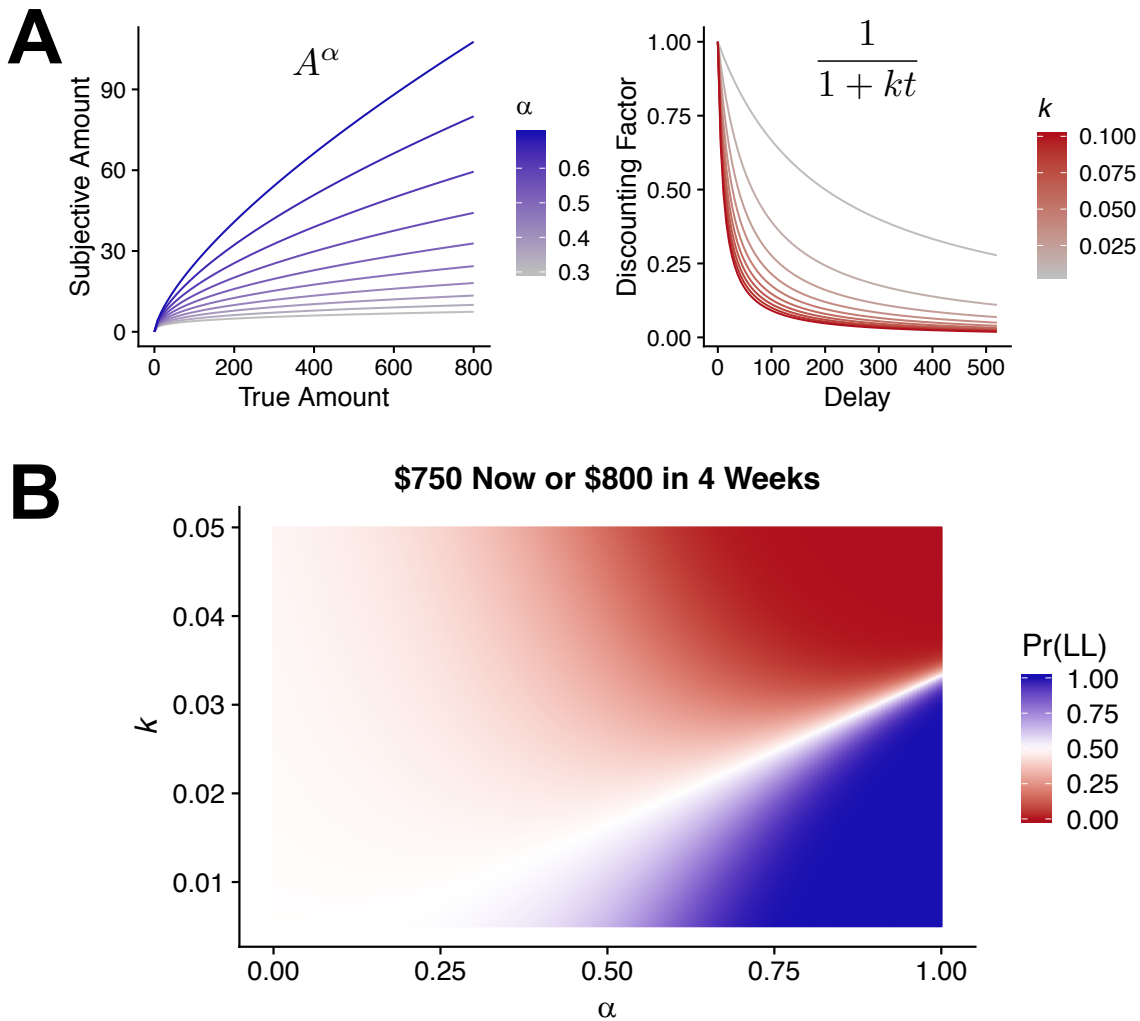 A
A^α
Subjective Amount
90
60
30
0
0 200 400 600 800
True Amount
α
0.6
0.5
0.4
0.3
1
1 + kt
Discounting Factor
1.00
0.75
0.50
0.25
0.00
0 100 200 300 400 500
Delay
k
0.100
0.075
0.050
0.025
B
$750 Now or $800 in 4 Weeks
k
0.05
0.04
0.03
0.02
0.01
0.00 0.25 0.50 0.75 1.00
α
Pr(LL)
1.00
0.75
0.50
0.25
0.00